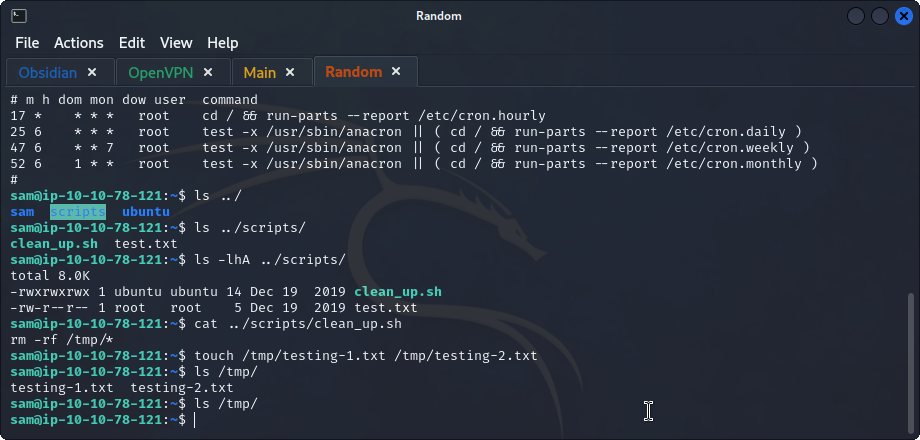 Random
File Actions Edit View Help
Obsidian × OpenVPN × Main × Random ×
# m h dom mon dow user  command
17 *    * * *   root    cd / && run-parts --report /etc/cron.hourly
25 6    * * *   root    test -x /usr/sbin/anacron || ( cd / && run-parts --report /etc/cron.daily )
47 6    * * 7   root    test -x /usr/sbin/anacron || ( cd / && run-parts --report /etc/cron.weekly )
52 6    1 * *   root    test -x /usr/sbin/anacron || ( cd / && run-parts --report /etc/cron.monthly )
#
sam@ip-10-10-78-121:~$ ls ../
sam  scripts  ubuntu
sam@ip-10-10-78-121:~$ ls ../scripts/
clean_up.sh  test.txt
sam@ip-10-10-78-121:~$ ls -lhA ../scripts/
total 8.0K
-rwxrwxrwx 1 ubuntu ubuntu 14 Dec 19  2019 clean_up.sh
-rw-r--r-- 1 root   root    5 Dec 19  2019 test.txt
sam@ip-10-10-78-121:~$ cat ../scripts/clean_up.sh
rm -rf /tmp/*
sam@ip-10-10-78-121:~$ touch /tmp/testing-1.txt /tmp/testing-2.txt
sam@ip-10-10-78-121:~$ ls /tmp/
testing-1.txt  testing-2.txt
sam@ip-10-10-78-121:~$ ls /tmp/
sam@ip-10-10-78-121:~$